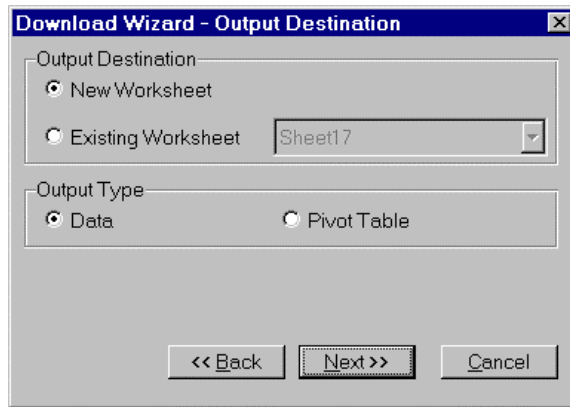 Download Wizard - Output Destination
Output Destination
New Worksheet
Existing Worksheet Sheet17
Output Type
Data Pivot Table
<< Back Next >> Cancel